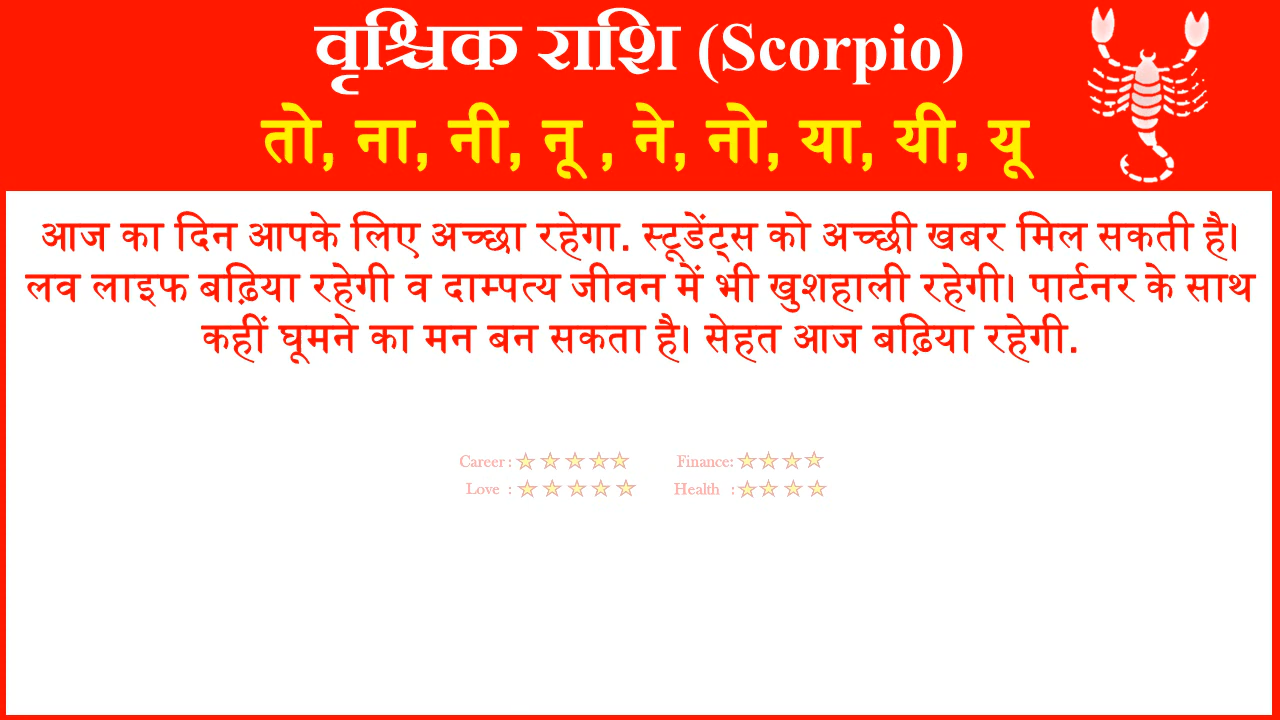 वृश्चिक राशि (Scorpio)
तो, ना, नी, नू , ने, नो, या, यी, यू
आज का दिन आपके लिए अच्छा रहेगा. स्टूडेंट्स को अच्छी खबर मिल सकती है।
लव लाइफ बढ़िया रहेगी व दाम्पत्य जीवन में भी खुशहाली रहेगी। पार्टनर के साथ
कहीं घूमने का मन बन सकता है। सेहत आज बढ़िया रहेगी.
Career : Finance:
Love : Health :